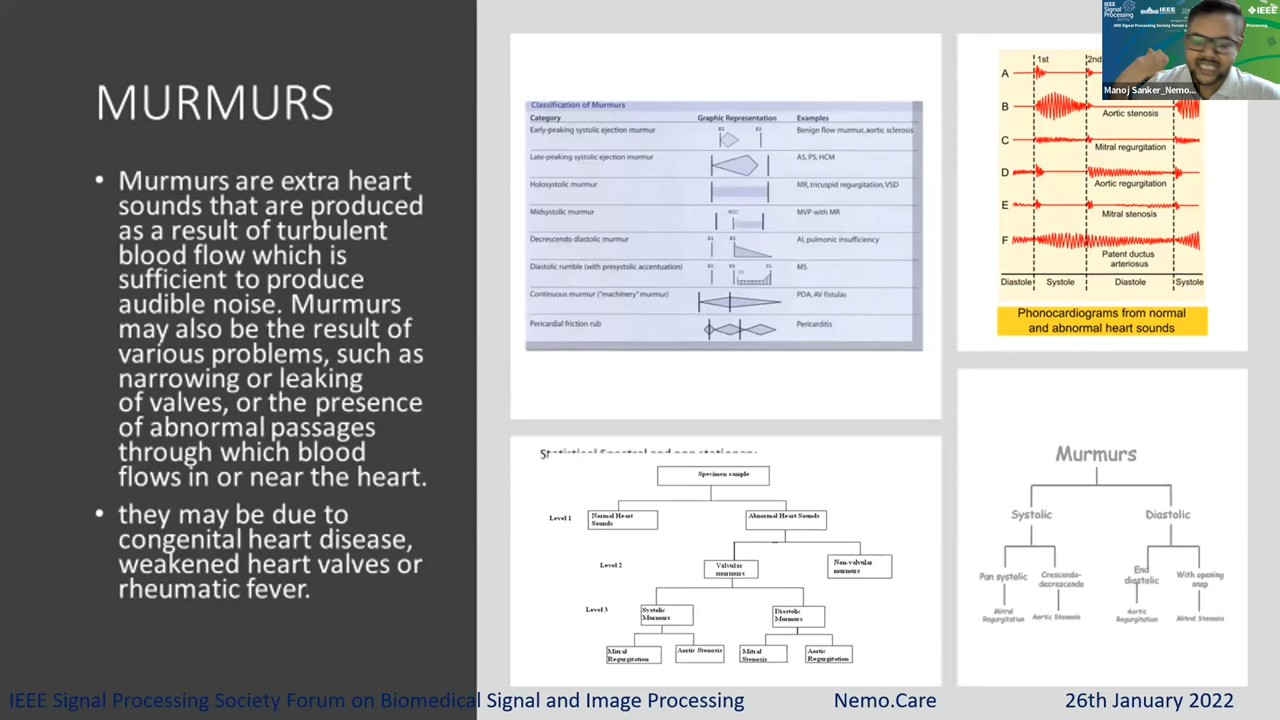 MURMURS
• Murmurs are extra heart
sounds that are produced
as a result of turbulent
blood flow which is
sufficient to produce
audible noise. Murmurs
may also be the result of
various problems, such as
narrowing or leaking
of valves, or the presence
of abnormal passages
through which blood
flows in or near the heart.
• they may be due to
congenital heart disease,
weakened heart valves or
rheumatic fever.
Classification of Murmurs
Category Graphic Representation Examples
Early-peaking systolic ejection murmur Benign flow murmur, aortic sclerosis
Late-peaking systolic ejection murmur AS, PS, HCM
Holosystolic murmur MR, tricuspid regurgitation, VSD
Midsystolic murmur MVP with MR
Decrescendo diastolic murmur AI, pulmonic insufficiency
Diastolic rumble (with presystolic accentuation) MS
Continuous murmur ("machinery" murmur) PDA, AV fistulas
Pericardial friction rub Pericarditis
IEEE
Signal
Processing
Society
IEEE
IEEE
Manoj Sanker_Nemo...
1st 2nd
A
B
Aortic stenosis
C
Mitral regurgitation
D
Aortic regurgitation
E
Mitral stenosis
F
Patent ductus
arteriosus
Diastole Systole Diastole Systole
Phonocardiograms from normal
and abnormal heart sounds
Specimen sample
Level 1
Normal Heart
Sounds
Abnormal Heart Sounds
Level 2
Valvular
murmurs
Non-valvular
murmurs
Level 3
Systolic
Murmurs
Diastolic
Murmurs
Mitral
Regurgitation
Aortic Stenosis
Mitral
Stenosis
Aortic
Regurgitation
Murmurs
Systolic Diastolic
Pan systolic
Crescendo-
decrescendo
End
diastolic
With opening
snap
Mitral
Regurgitation
Aortic Stenosis
Aortic
Regurgitation
Mitral Stenosis
IEEE Signal Processing Society Forum on Biomedical Signal and Image Processing Nemo.Care 26th January 2022